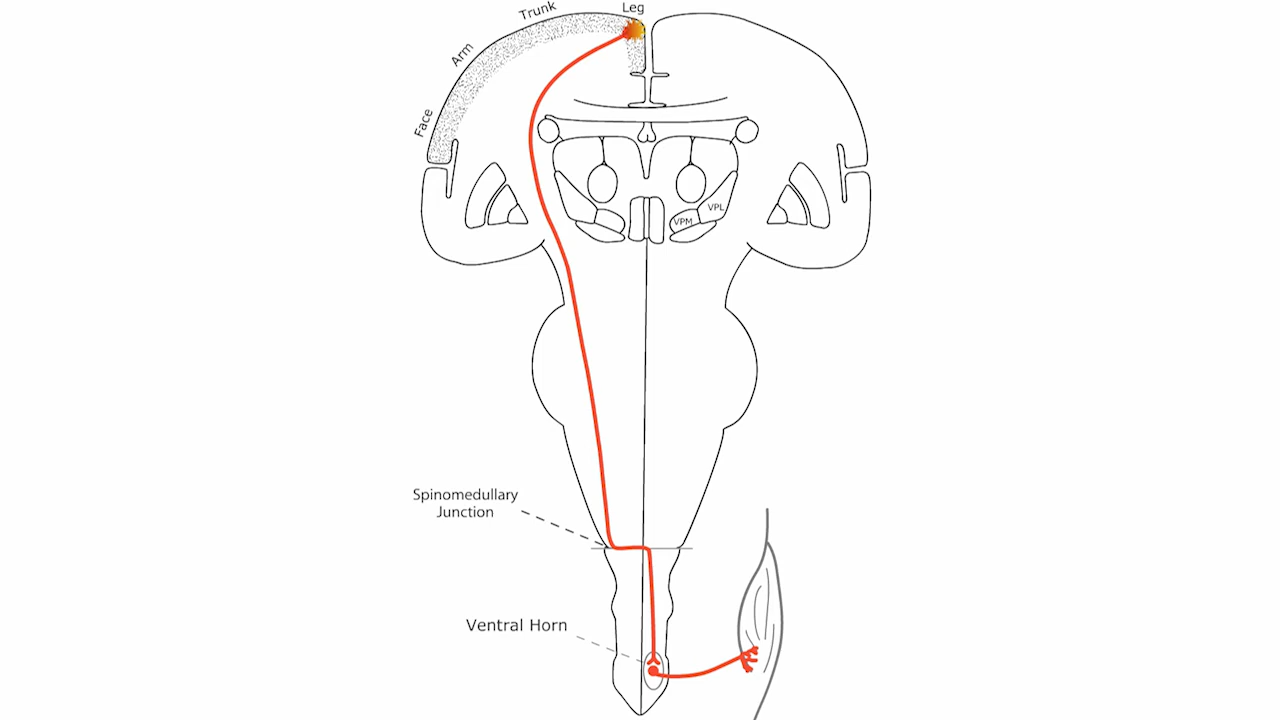 Leg
Trunk
Arm
Face
VPL
VPM
Spinomedullary
Junction
Ventral Horn